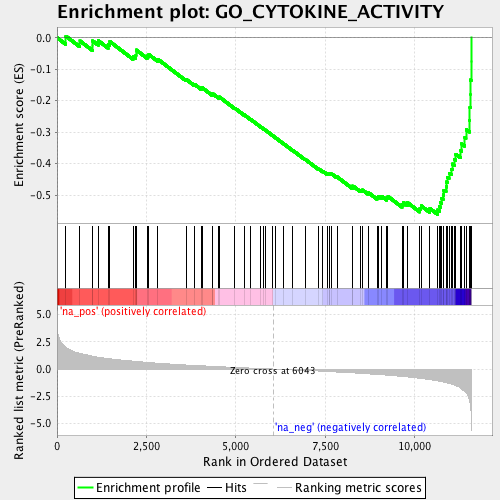 Enrichment plot: GO_CYTOKINE_ACTIVITY
Enrichment score (ES)
0.0
-0.1
-0.2
-0.3
-0.4
-0.5
'na_pos' (positively correlated)
Ranked list metric (PreRanked)
5.0
2.5
0.0
-2.5
-5.0
Zero cross at 6043
'na_neg' (negatively correlated)
0
2,500
5,000
7,500
10,000
Rank in Ordered Dataset
Enrichment profile
Hits
Ranking metric scores